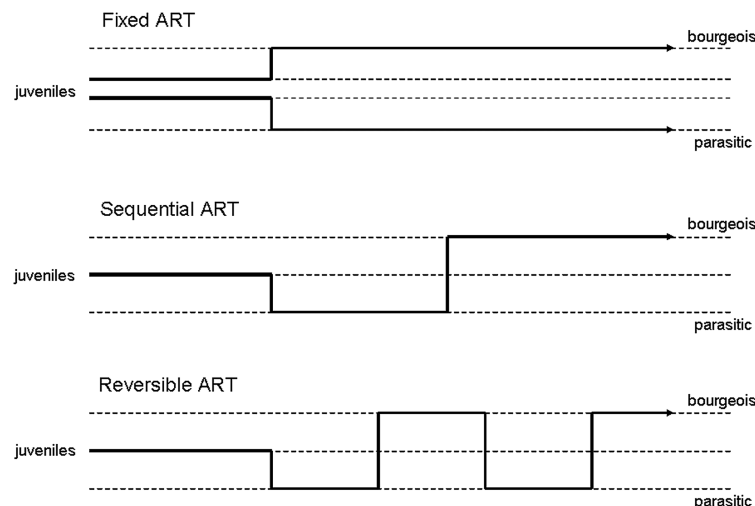 Fixed ART
bourgeois
juveniles
parasitic
Sequential ART
bourgeois
juveniles
parasitic
Reversible ART
bourgeois
juveniles
parasitic